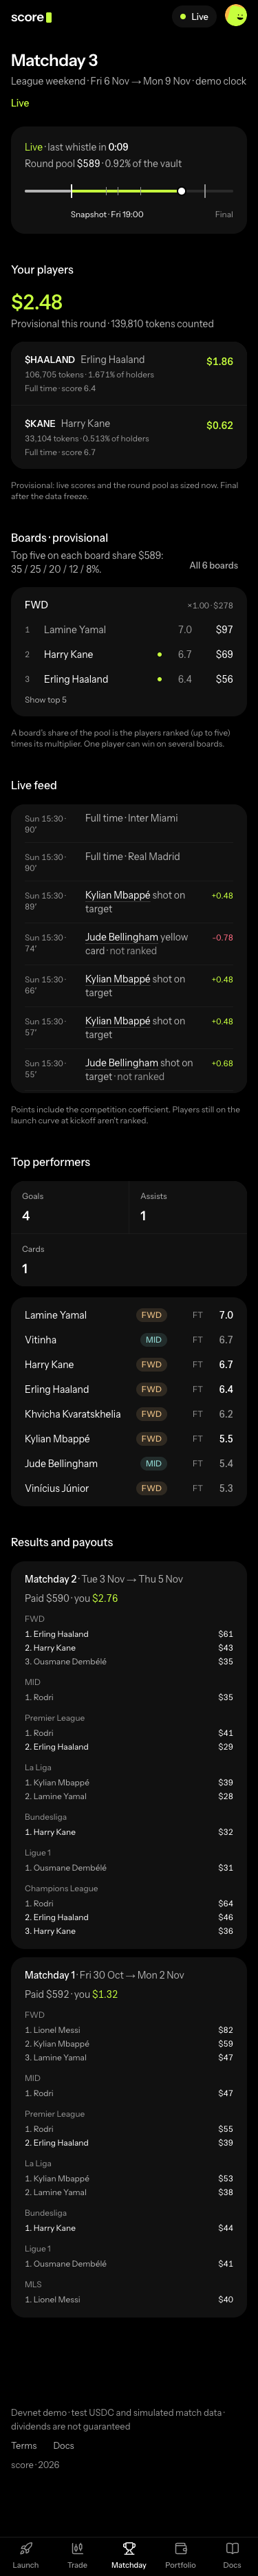 score
Live
Matchday 3
League weekend · Fri 6 Nov → Mon 9 Nov · demo clock
Live
Live · last whistle in 0:09
Round pool $589 · 0.92% of the vault
Snapshot · Fri 19:00 Final
Your players
$2.48
Provisional this round · 139,810 tokens counted
$HAALAND Erling Haaland $1.86
106,705 tokens · 1.671% of holders
Full time · score 6.4
$KANE Harry Kane $0.62
33,104 tokens · 0.513% of holders
Full time · score 6.7
Provisional: live scores and the round pool as sized now. Final
after the data freeze.
Boards · provisional
Top five on each board share $589:
35 / 25 / 20 / 12 / 8%.
All 6 boards
FWD ×1.00 · $278
1 Lamine Yamal 7.0 $97
2 Harry Kane 6.7 $69
3 Erling Haaland 6.4 $56
Show top 5
A board's share of the pool is the players ranked (up to five)
times its multiplier. One player can win on several boards.
Live feed
Sun 15:30 · 90' Full time · Inter Miami
Sun 15:30 · 90' Full time · Real Madrid
Sun 15:30 · 89' Kylian Mbappé shot on target +0.48
Sun 15:30 · 74' Jude Bellingham yellow card · not ranked -0.78
Sun 15:30 · 66' Kylian Mbappé shot on target +0.48
Sun 15:30 · 57' Kylian Mbappé shot on target +0.48
Sun 15:30 · 55' Jude Bellingham shot on target · not ranked +0.68
Points include the competition coefficient. Players still on the
launch curve at kickoff aren't ranked.
Top performers
Goals
4
Assists
1
Cards
1
Lamine Yamal FWD FT 7.0
Vitinha MID FT 6.7
Harry Kane FWD FT 6.7
Erling Haaland FWD FT 6.4
Khvicha Kvaratskhelia FWD FT 6.2
Kylian Mbappé FWD FT 5.5
Jude Bellingham MID FT 5.4
Vinícius Júnior FWD FT 5.3
Results and payouts
Matchday 2 · Tue 3 Nov → Thu 5 Nov
Paid $590 · you $2.76
FWD
1. Erling Haaland $61
2. Harry Kane $43
3. Ousmane Dembélé $35
MID
1. Rodri $35
Premier League
1. Rodri $41
2. Erling Haaland $29
La Liga
1. Kylian Mbappé $39
2. Lamine Yamal $28
Bundesliga
1. Harry Kane $32
Ligue 1
1. Ousmane Dembélé $31
Champions League
1. Rodri $64
2. Erling Haaland $46
3. Harry Kane $36
Matchday 1 · Fri 30 Oct → Mon 2 Nov
Paid $592 · you $1.32
FWD
1. Lionel Messi $82
2. Kylian Mbappé $59
3. Lamine Yamal $47
MID
1. Rodri $47
Premier League
1. Rodri $55
2. Erling Haaland $39
La Liga
1. Kylian Mbappé $53
2. Lamine Yamal $38
Bundesliga
1. Harry Kane $44
Ligue 1
1. Ousmane Dembélé $41
MLS
1. Lionel Messi $40
Devnet demo · test USDC and simulated match data ·
dividends are not guaranteed
Terms Docs
score · 2026
Launch Trade Matchday Portfolio Docs